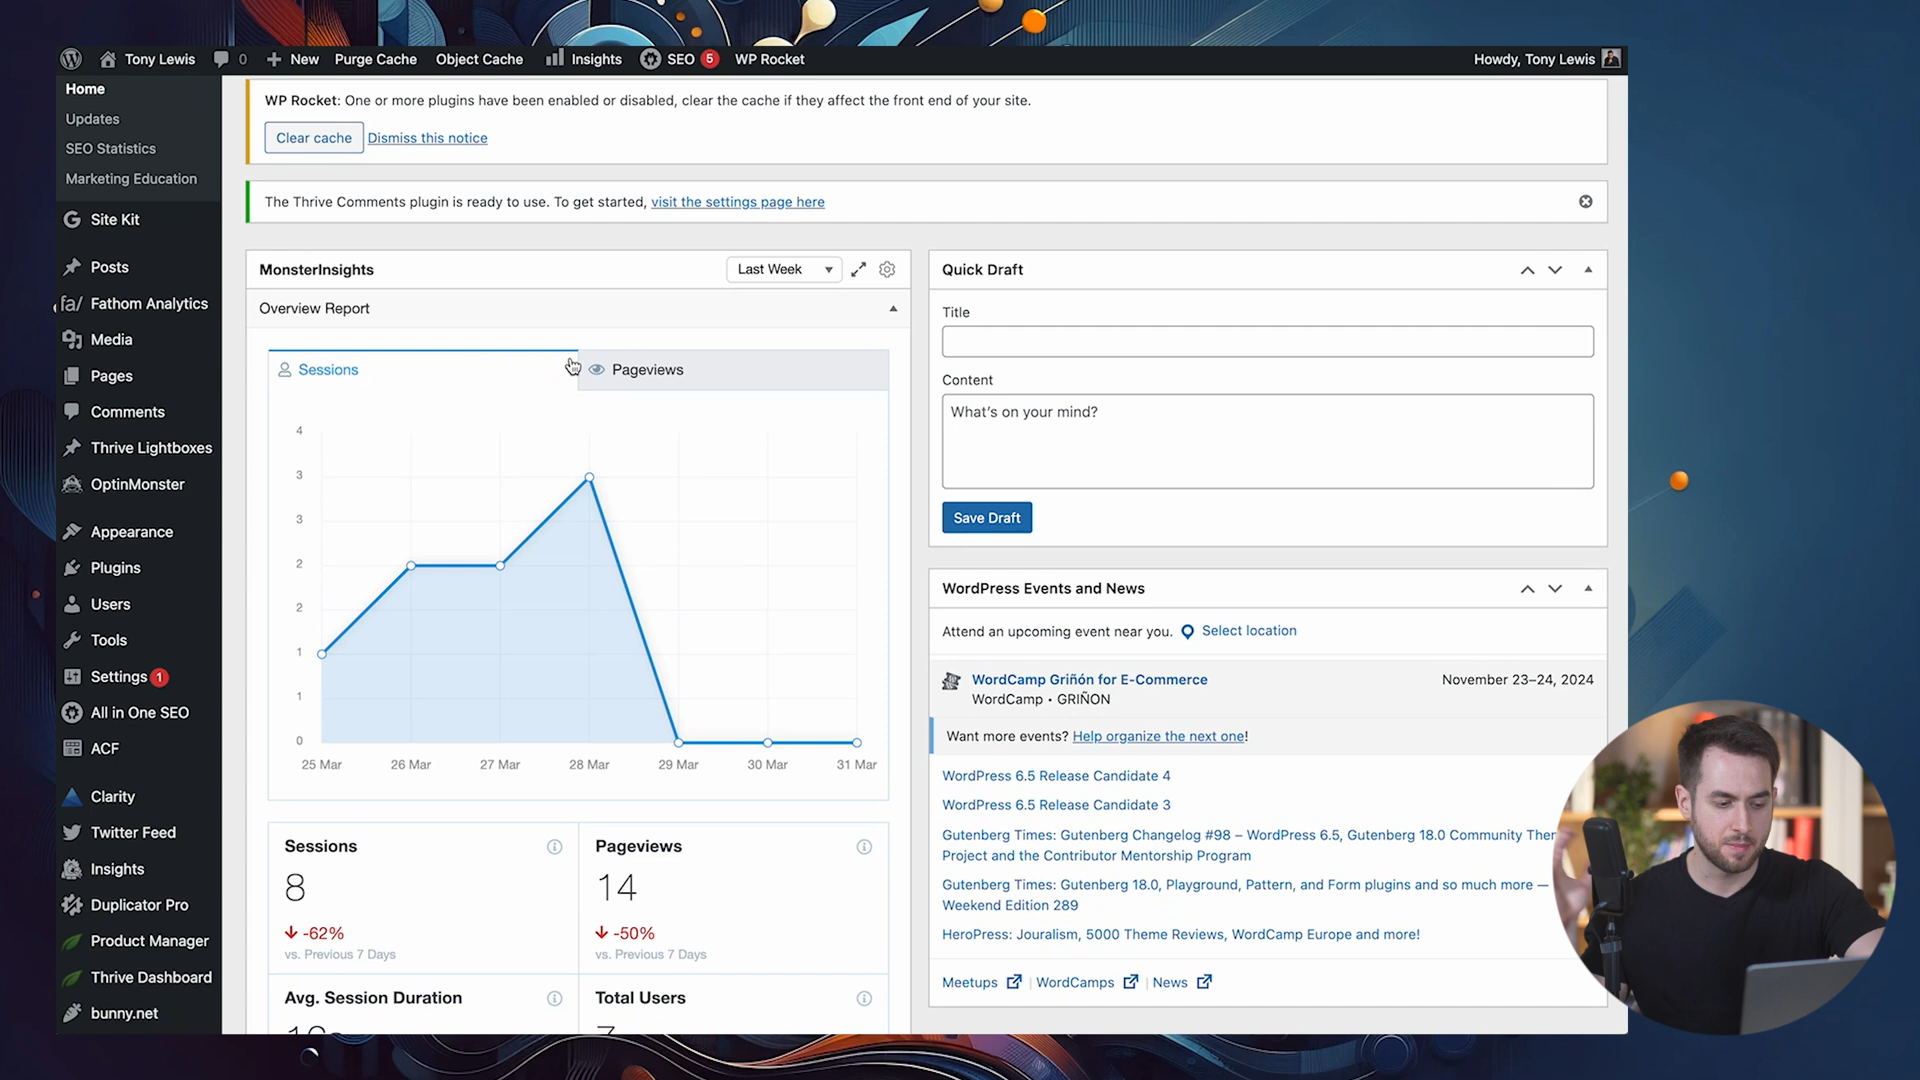 Tony Lewis
0
New
Purge Cache
Object Cache
Insights
SEO 5
WP Rocket
Howdy, Tony Lewis
Home
Updates
SEO Statistics
Marketing Education
Site Kit
Posts
fa/ Fathom Analytics
Media
Pages
Comments
Thrive Lightboxes
OptinMonster
Appearance
Plugins
Users
Tools
Settings 1
All in One SEO
ACF
Clarity
Twitter Feed
Insights
Duplicator Pro
Product Manager
Thrive Dashboard
bunny.net
WP Rocket: One or more plugins have been enabled or disabled, clear the cache if they affect the front end of your site.
Clear cache
Dismiss this notice
The Thrive Comments plugin is ready to use. To get started, visit the settings page here
MonsterInsights
Last Week
Overview Report
Sessions
Pageviews
4
3
3
2
2
1
1
0
25 Mar
26 Mar
27 Mar
28 Mar
29 Mar
30 Mar
31 Mar
Sessions
8
-62%
vs. Previous 7 Days
Pageviews
14
-50%
vs. Previous 7 Days
Avg. Session Duration
Total Users
Quick Draft
Title
Content
What's on your mind?
Save Draft
WordPress Events and News
Attend an upcoming event near you.
Select location
WordCamp Griñón for E-Commerce
November 23–24, 2024
WordCamp • GRIÑON
Want more events? Help organize the next one!
WordPress 6.5 Release Candidate 4
WordPress 6.5 Release Candidate 3
Gutenberg Times: Gutenberg Changelog #98 – WordPress 6.5, Gutenberg 18.0 Community
Project and the Contributor Mentorship Program
Gutenberg Times: Gutenberg 18.0, Playground, Pattern, and Form plugins and so much more —
Weekend Edition 289
HeroPress: Jouralism, 5000 Theme Reviews, WordCamp Europe and more!
Meetups
| WordCamps
| News